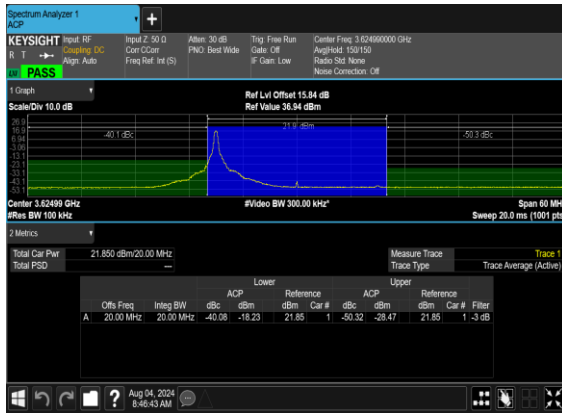 Spectrum Analyzer 1
ACP
+
KEYSIGHT Input: RF Input Z: 50 Ω Atten: 30 dB Trig: Free Run Center Freq: 3.624990000 GHz
R T Coupling: DC Corr CCorr PNO: Best Wide Gate: Off Avg|Hold: 150/150
Align: Auto Freq Ref: Int (S) IF Gain: Low Radio Std: None
LXI PASS Noise Correction: Off
1 Graph
Ref Lvl Offset 15.84 dB
Scale/Div 10.0 dB Ref Value 36.94 dBm
26.9
16.9 -40.1 dBc 21.9 dBm -50.3 dBc
6.94
-3.06
-13.1
-23.1
-33.1
-43.1
-53.1
Center 3.62499 GHz #Video BW 300.00 kHz* Span 60 MHz
#Res BW 100 kHz Sweep 20.0 ms (1001 pts
2 Metrics
Total Car Pwr 21.850 dBm/20.00 MHz Measure Trace Trace 1
Total PSD --- Trace Type Trace Average (Active)
Lower Upper
ACP Reference ACP Reference
Offs Freq Integ BW dBc dBm dBm Car # dBc dBm dBm Car # Filter
A 20.00 MHz 20.00 MHz -40.08 -18.23 21.85 1 -50.32 -28.47 21.85 1 -3 dB
? Aug 04, 2024
8:46:43 AM